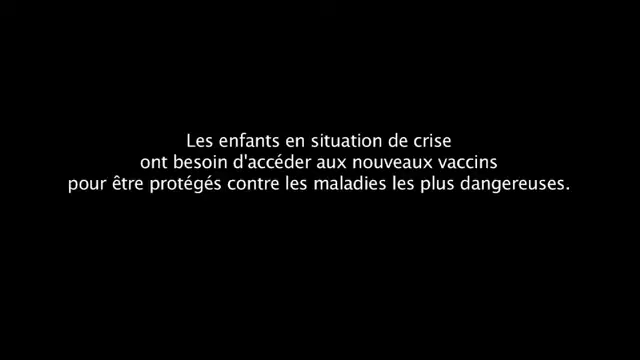 Les enfants en situation de crise
ont besoin d'accéder aux nouveaux vaccins
pour être protégés contre les maladies les plus dangereuses.